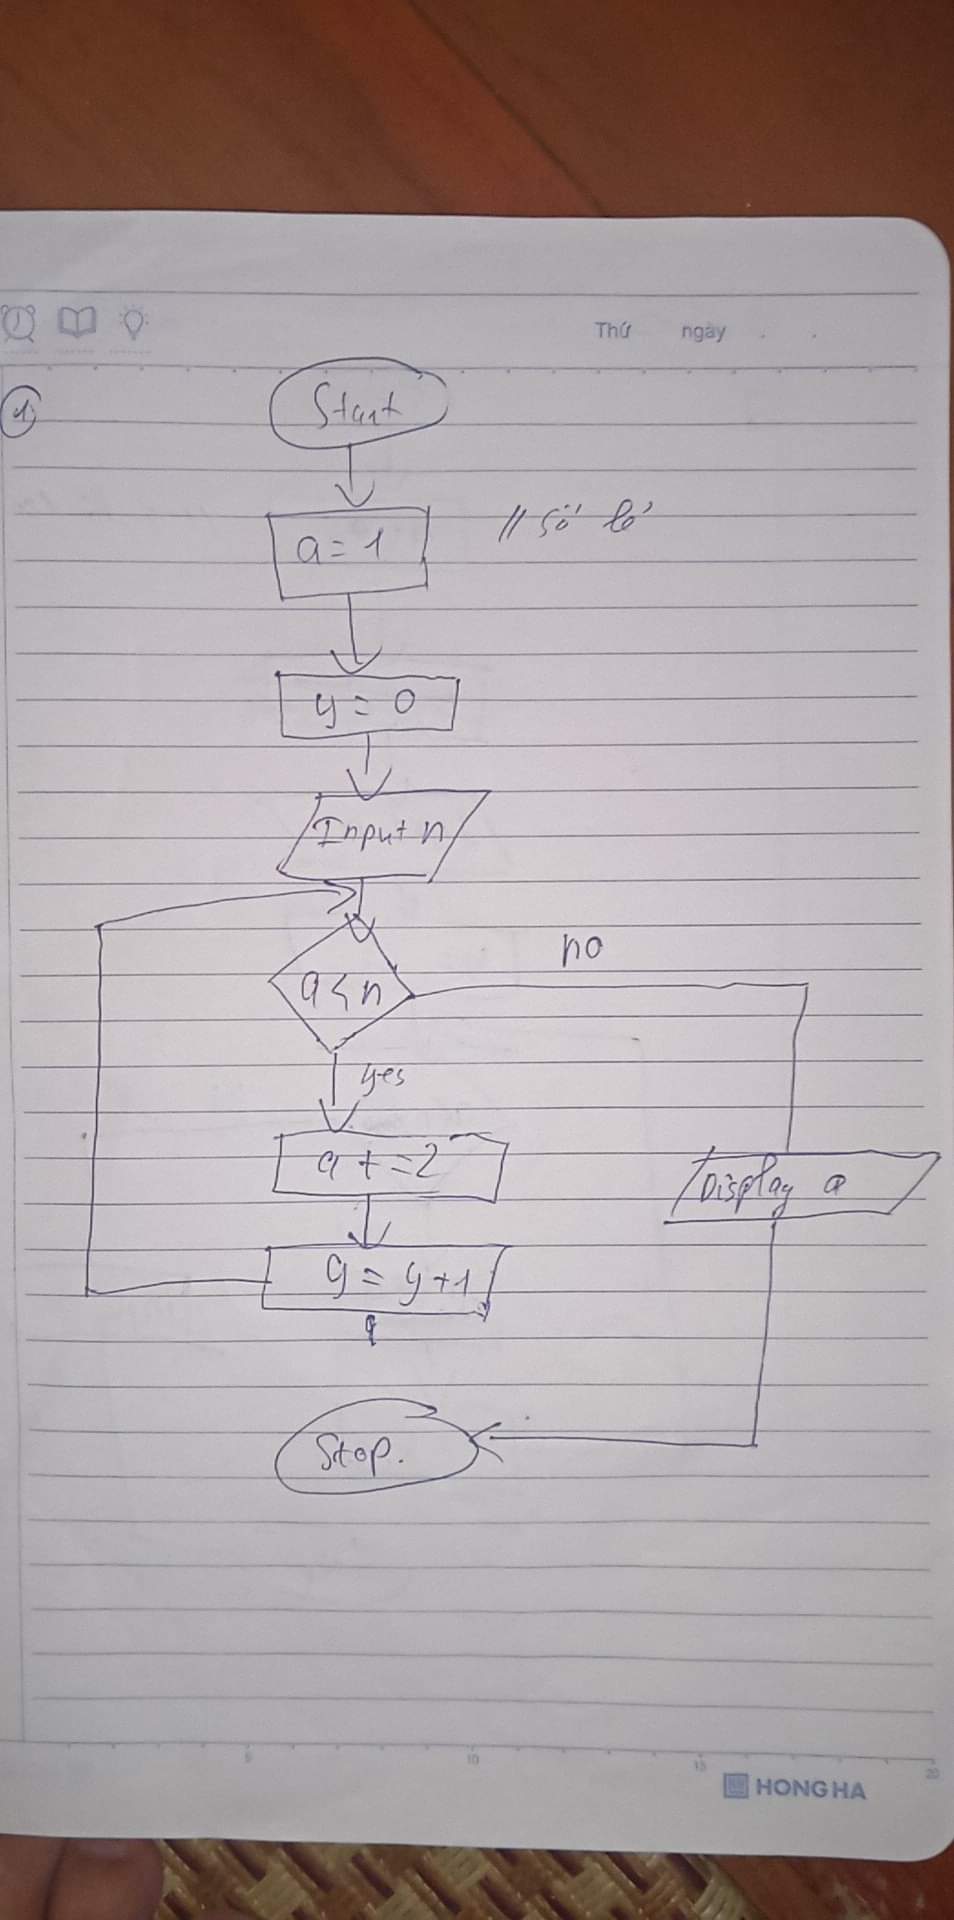 Thứ ngày . .
1
Start
a = 1 // số lẻ
y = 0
Input n
a < n no
yes
a += 2
Display a
y = y + 1
Stop.
5 10 15 20
HONG HA